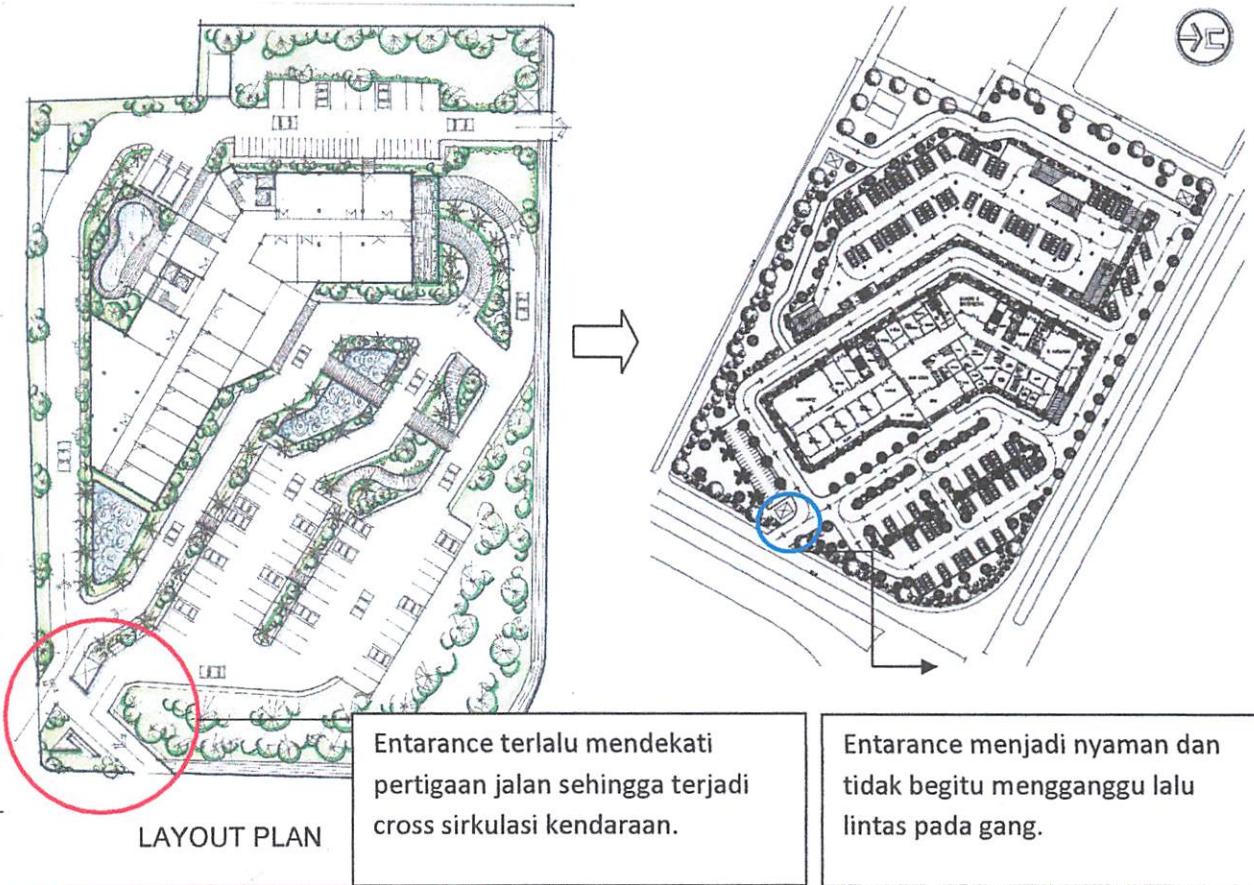 LAYOUT PLAN
Entarance terlalu mendekati
pertigaan jalan sehingga terjadi
cross sirkulasi kendaraan.
Entarance menjadi nyaman dan
tidak begitu mengganggu lalu
lintas pada gang.